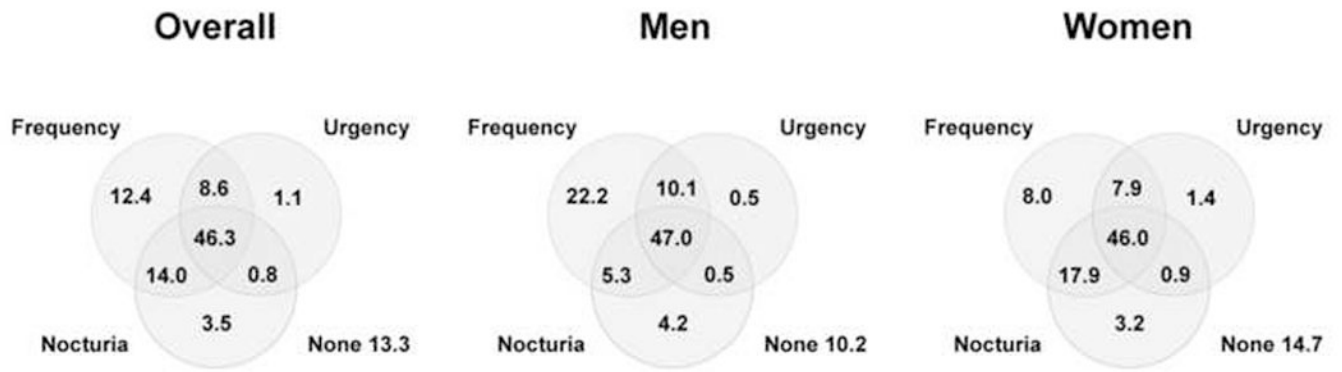 Overall
Frequency
Urgency
12.4
8.6
1.1
46.3
14.0
0.8
3.5
Nocturia
None 13.3
Men
Frequency
Urgency
22.2
10.1
0.5
47.0
5.3
0.5
4.2
Nocturia
None 10.2
Women
Frequency
Urgency
8.0
7.9
1.4
46.0
17.9
0.9
3.2
Nocturia
None 14.7